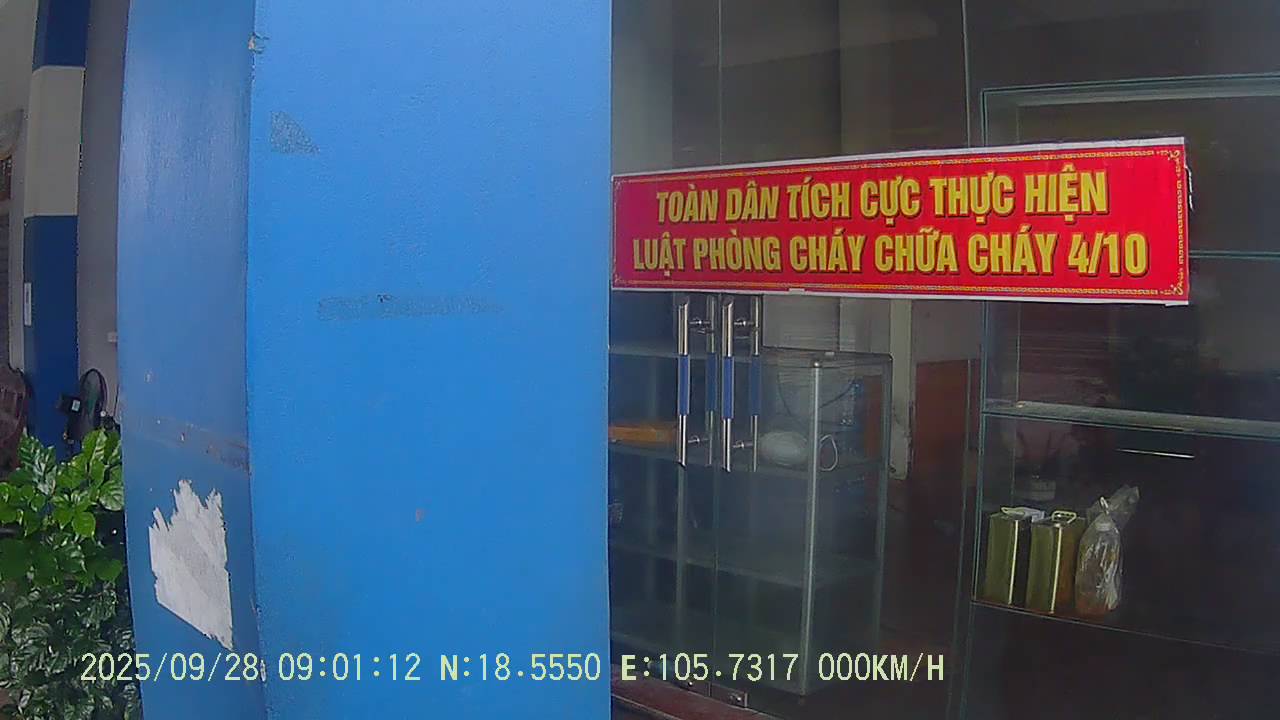 TOÀN DÂN TÍCH CỰC THỰC HIỆN
LUẬT PHÒNG CHÁY CHỮA CHÁY 4/10
2025/09/28 09:01:12 N:18.5550 E:105.7317 000KM/H